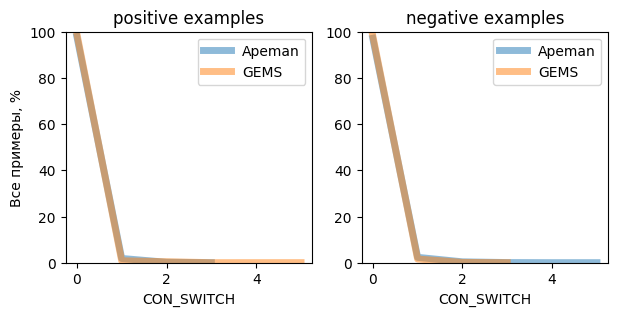 positive examples
negative examples
Все примеры, %
100
80
60
40
20
0
Apeman
GEMS
0
2
4
CON_SWITCH
100
80
60
40
20
0
Apeman
GEMS
0
2
4
CON_SWITCH